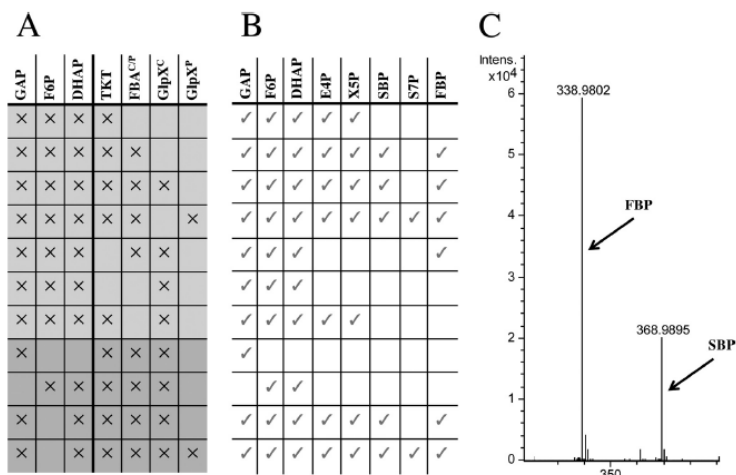 A
B
C
GAP F6P DHAP TKT FBA^C/P GlpX^C GlpX^P
GAP F6P DHAP E4P X5P SBP S7P FBP
Intens.
x10^4
6
5
4
3
2
1
0
338.9802
FBP
368.9895
SBP
350